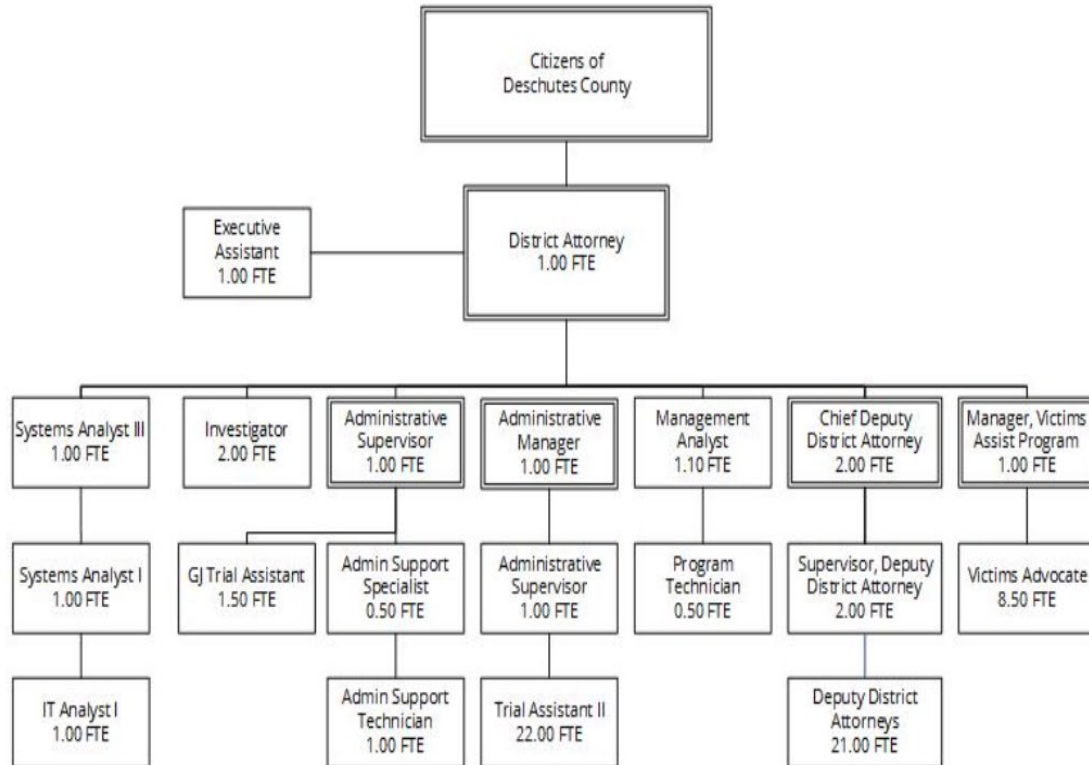 Citizens of
Deschutes County
Executive
Assistant
1.00 FTE
District Attorney
1.00 FTE
Systems Analyst III
1.00 FTE
Investigator
2.00 FTE
Administrative
Supervisor
1.00 FTE
Administrative
Manager
1.00 FTE
Management
Analyst
1.10 FTE
Chief Deputy
District Attorney
2.00 FTE
Manager, Victims
Assist Program
1.00 FTE
Systems Analyst I
1.00 FTE
GJ Trial Assistant
1.50 FTE
Admin Support
Specialist
0.50 FTE
Administrative
Supervisor
1.00 FTE
Program
Technician
0.50 FTE
Supervisor, Deputy
District Attorney
2.00 FTE
Victims Advocate
8.50 FTE
IT Analyst I
1.00 FTE
Admin Support
Technician
1.00 FTE
Trial Assistant II
22.00 FTE
Deputy District
Attorneys
21.00 FTE